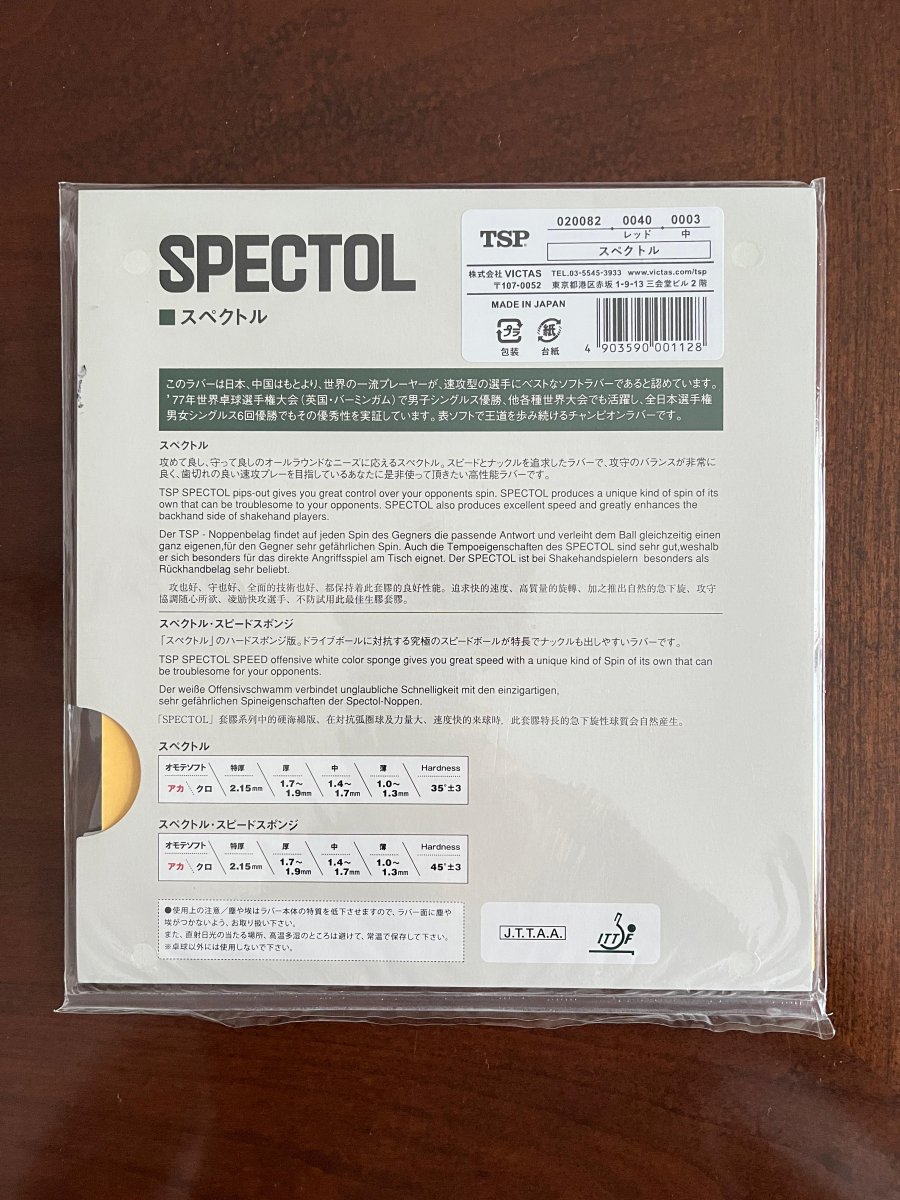 SPECTOL
■スペクトル
TSP
020082 0040 0003
レッド 中
スペクトル
株式会社 VICTAS TEL.03-5545-3933 www.victas.com/tsp
〒107-0052 東京都港区赤坂 1-9-13 三会堂ビル 2 階
MADE IN JAPAN
プラ 紙
包装 台紙
4 903590 001128
このラバーは日本、中国はもとより、世界の一流プレーヤーが、速攻型の選手にベストなソフトラバーであると認めています。
'77年世界卓球選手権大会（英国・バーミンガム）で男子シングルス優勝、他各種世界大会でも活躍し、全日本選手権
男女シングルス6回優勝でもその優秀性を実証しています。表ソフトで王道を歩み続けるチャンピオンラバーです。
スペクトル
攻めて良し、守って良しのオールラウンドなニーズに応えるスペクトル。スピードとナックルを追求したラバーで、攻守のバランスが非常に
良く、歯切れの良い速攻プレーを目指しているあなたに是非使って頂きたい高性能ラバーです。
TSP SPECTOL pips-out gives you great control over your opponents spin. SPECTOL produces a unique kind of spin of its
own that can be troublesome to your opponents. SPECTOL also produces excellent speed and greatly enhances the
backhand side of shakehand players.
Der TSP - Noppenbelag findet auf jeden Spin des Gegners die passende Antwort und verleiht dem Ball gleichzeitig einen
ganz eigenen,für den Gegner sehr gefährlichen Spin. Auch die Tempoeigenschaften des SPECTOL sind sehr gut,weshalb
er sich besonders für das direkte Angriffsspiel am Tisch eignet. Der SPECTOL ist bei Shakehandspielern besonders als
Rückhandbelag sehr beliebt.
攻也好、守也好、全面的技術也好、都保持着此套膠的良好性能。追求快的速度、高質量的旋轉、加之推出自然的急下旋、攻守
協調隨心所欲、凌励快攻選手、不防試用此最佳生膠套膠。
スペクトル・スピードスポンジ
「スペクトル」のハードスポンジ版。ドライブボールに対抗する究極のスピードボールが特長でナックルも出しやすいラバーです。
TSP SPECTOL SPEED offensive white color sponge gives you great speed with a unique kind of Spin of its own that can
be troublesome for your opponents.
Der weiße Offensivschwamm verbindet unglaubliche Schnelligkeit mit den einzigartigen,
sehr gefährlichen Spineigenschaften der Spectol-Noppen.
「SPECTOL」套膠系列中的硬海綿版、在対抗弧圈球及力量大、速度快的来球時，此套膠特長的急下旋性球質会自然産生。
スペクトル
オモテソフト 特厚 厚 中 薄 Hardness
アカ クロ 2.15mm 1.7～1.9mm 1.4～1.7mm 1.0～1.3mm 35°±3
スペクトル・スピードスポンジ
オモテソフト 特厚 厚 中 薄 Hardness
アカ クロ 2.15mm 1.7～1.9mm 1.4～1.7mm 1.0～1.3mm 45°±3
●使用上の注意／塵や埃はラバー本体の特質を低下させますので、ラバー面に塵や
埃がつかないよう、お取り扱い下さい。
また、直射日光の当たる場所、高温多湿のところは避けて、常温で保存して下さい。
※卓球以外には使用しないで下さい。
J.T.T.A.A.
ITTF